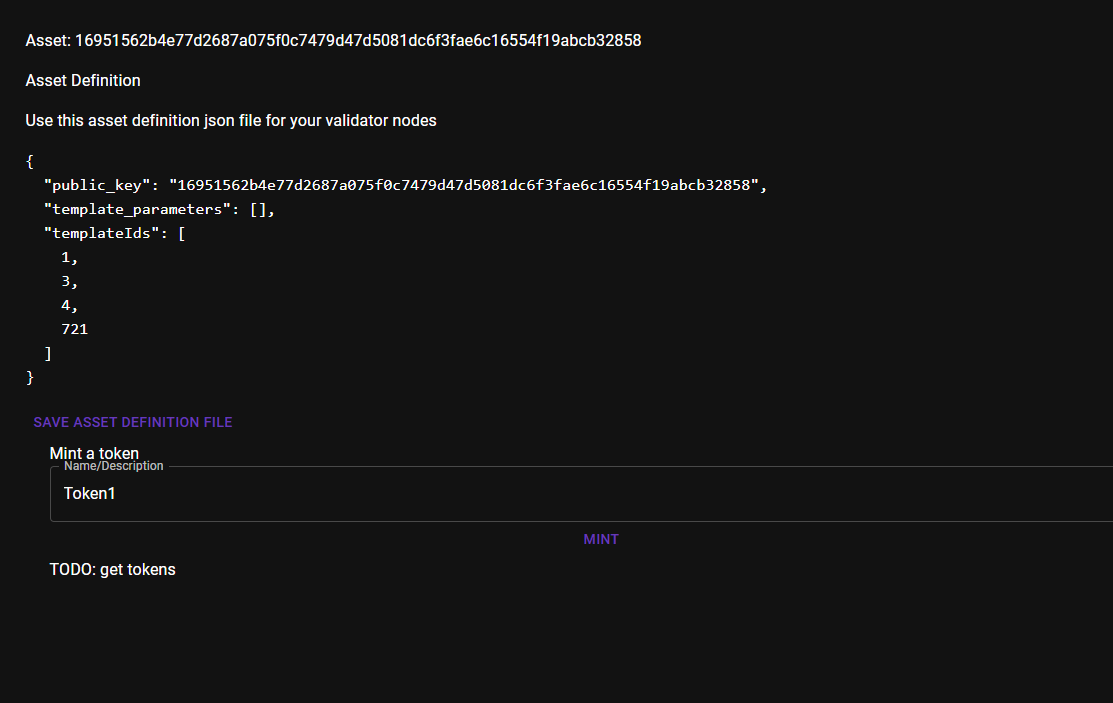 Asset: 16951562b4e77d2687a075f0c7479d47d5081dc6f3fae6c16554f19abcb32858
Asset Definition
Use this asset definition json file for your validator nodes
{
"public_key": "16951562b4e77d2687a075f0c7479d47d5081dc6f3fae6c16554f19abcb32858",
"template_parameters": [],
"templateIds": [
1,
3,
4,
721
]
}
SAVE ASSET DEFINITION FILE
Mint a token
Name/Description
Token1
MINT
TODO: get tokens